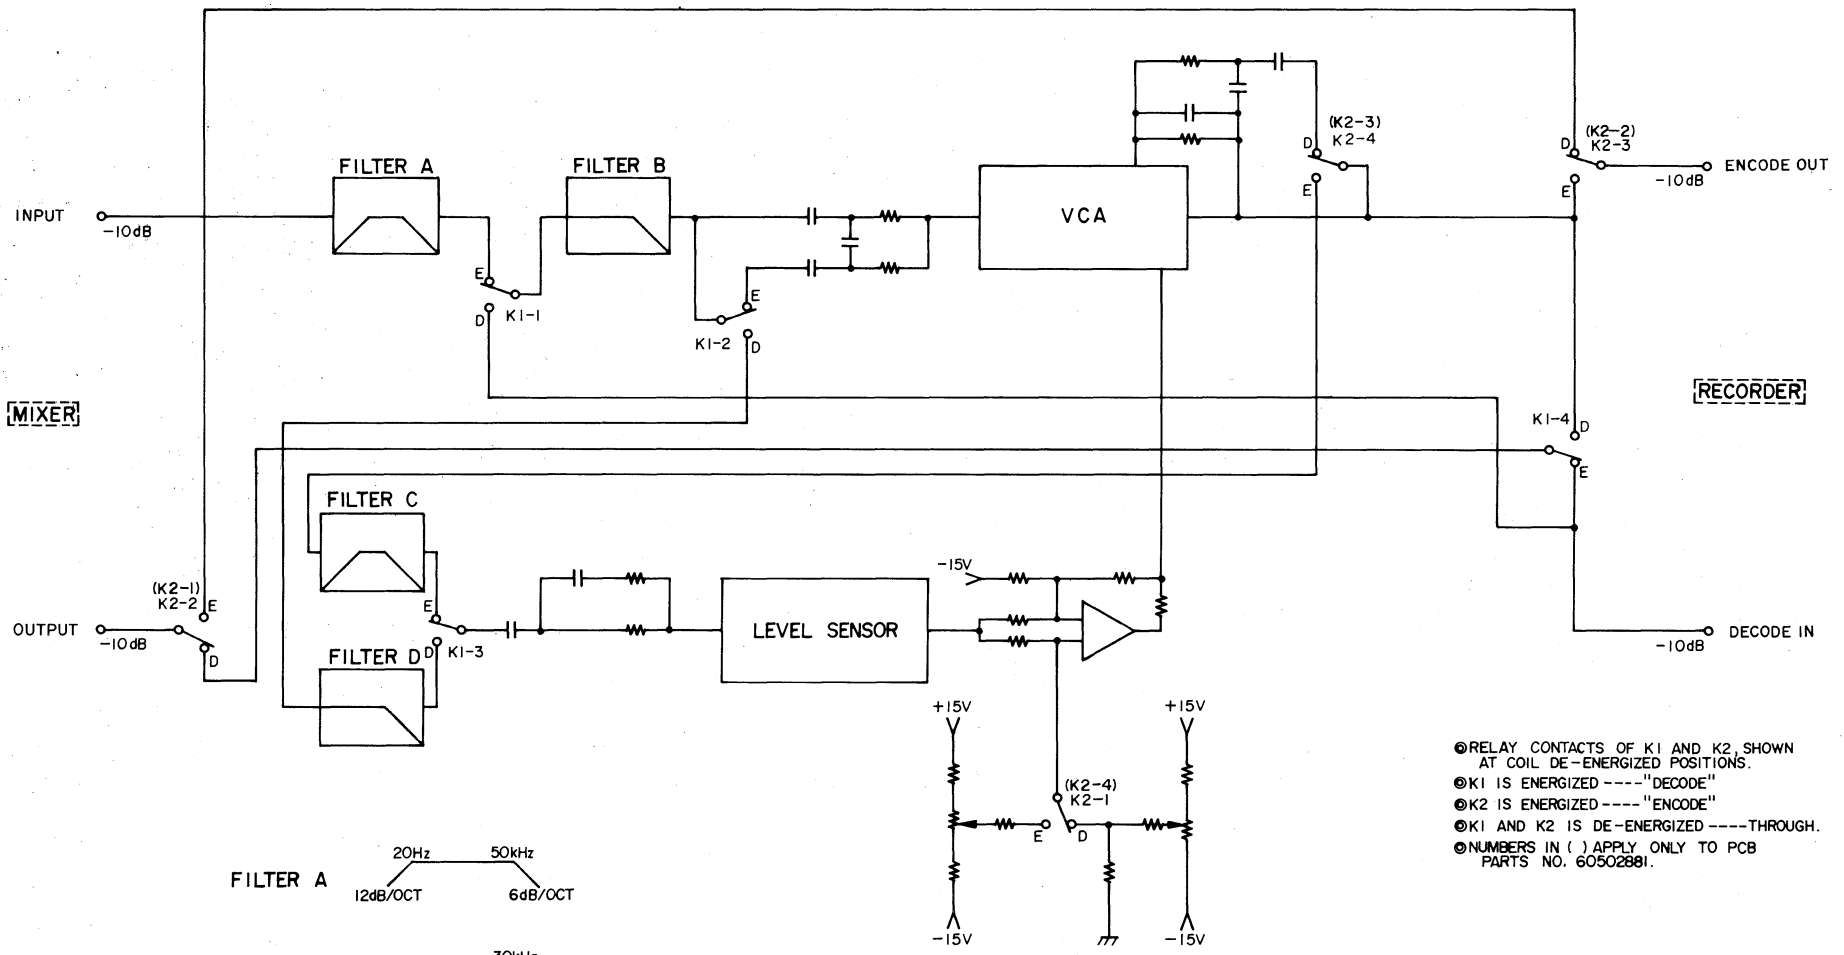 (K2-3)
K2-4
D
E
(K2-2)
K2-3
D
E
ENCODE OUT
-10dB
FILTER A
FILTER B
VCA
INPUT
-10dB
E
D
K1-1
E
K1-2
D
[MIXER]
[RECORDER]
K1-4
D
E
FILTER C
(K2-1)
K2-2
E
D
OUTPUT
-10dB
E
D
K1-3
FILTER D
LEVEL SENSOR
-15V
DECODE IN
-10dB
+15V
+15V
(K2-4)
K2-1
E
D
-15V
-15V
◎RELAY CONTACTS OF K1 AND K2, SHOWN
AT COIL DE-ENERGIZED POSITIONS.
◎K1 IS ENERGIZED ----"DECODE"
◎K2 IS ENERGIZED ----"ENCODE"
◎K1 AND K2 IS DE-ENERGIZED ----THROUGH.
◎NUMBERS IN ( ) APPLY ONLY TO PCB
PARTS NO. 60502881.
FILTER A
20Hz
50kHz
12dB/OCT
6dB/OCT